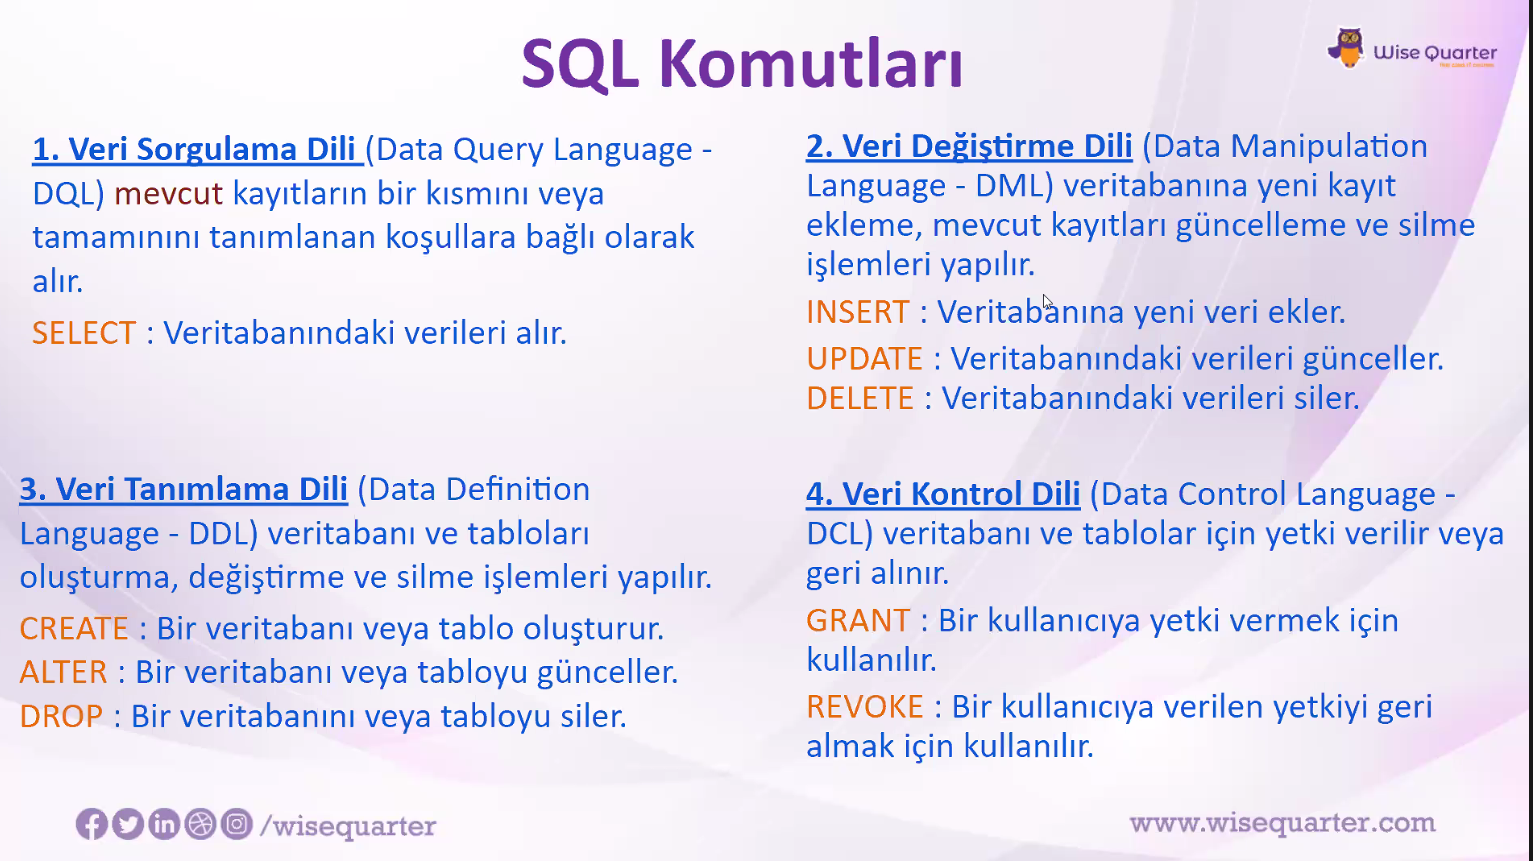 SQL Komutları
Wise Quarter
1. Veri Sorgulama Dili (Data Query Language -
DQL) mevcut kayıtların bir kısmını veya
tamamınını tanımlanan koşullara bağlı olarak
alır.
SELECT : Veritabanındaki verileri alır.
2. Veri Değiştirme Dili (Data Manipulation
Language - DML) veritabanına yeni kayıt
ekleme, mevcut kayıtları güncelleme ve silme
işlemleri yapılır.
INSERT : Veritabanına yeni veri ekler.
UPDATE : Veritabanındaki verileri günceller.
DELETE : Veritabanındaki verileri siler.
3. Veri Tanımlama Dili (Data Definition
Language - DDL) veritabanı ve tabloları
oluşturma, değiştirme ve silme işlemleri yapılır.
CREATE : Bir veritabanı veya tablo oluşturur.
ALTER : Bir veritabanı veya tabloyu günceller.
DROP : Bir veritabanını veya tabloyu siler.
4. Veri Kontrol Dili (Data Control Language -
DCL) veritabanı ve tablolar için yetki verilir veya
geri alınır.
GRANT : Bir kullanıcıya yetki vermek için
kullanılır.
REVOKE : Bir kullanıcıya verilen yetkiyi geri
almak için kullanılır.
/wisequarter
www.wisequarter.com